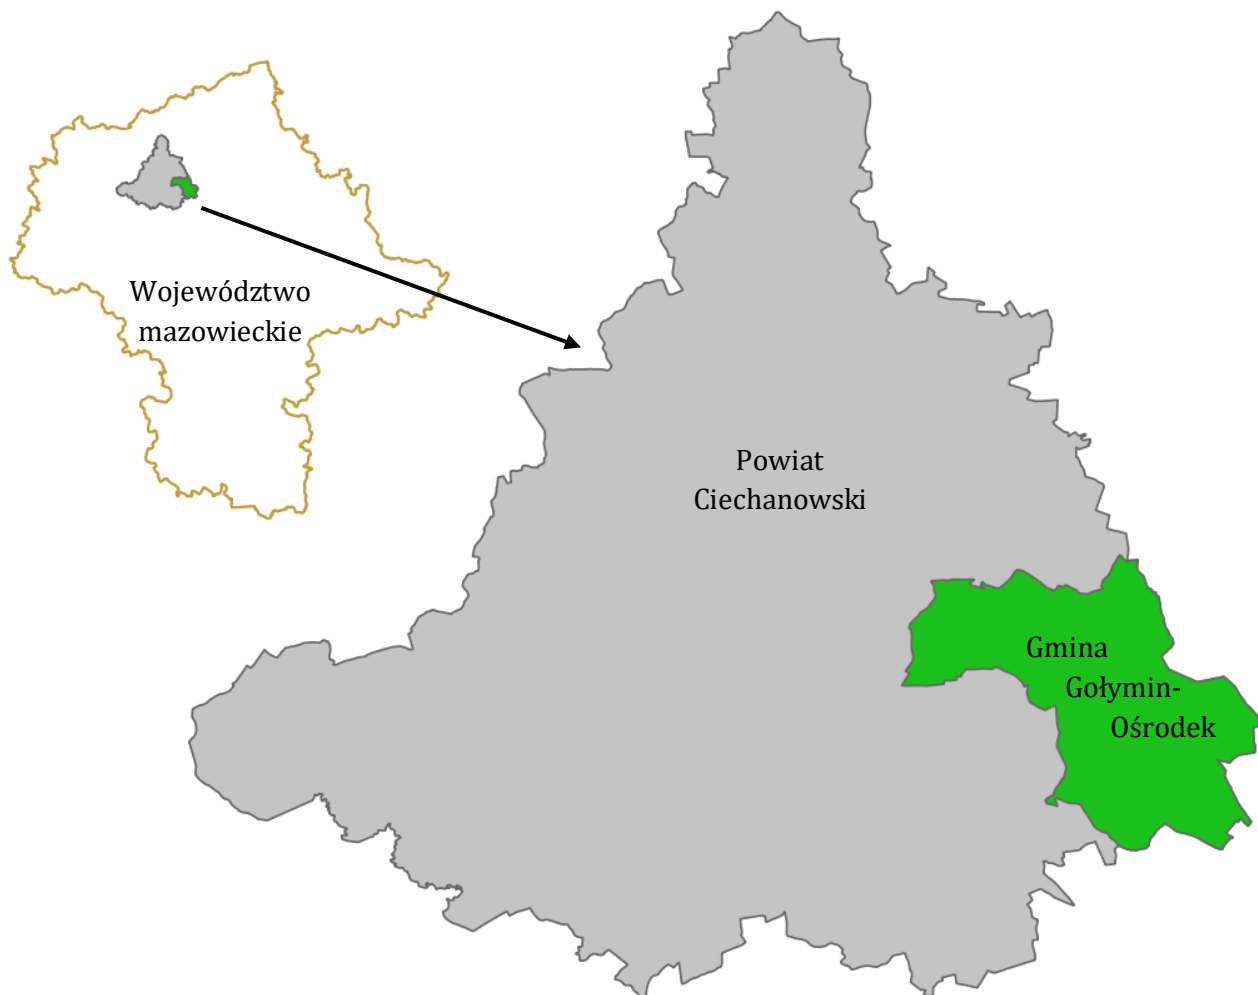 Województwo
mazowieckie
Powiat
Ciechanowski
Gmina
Gołymin-
Ośrodek